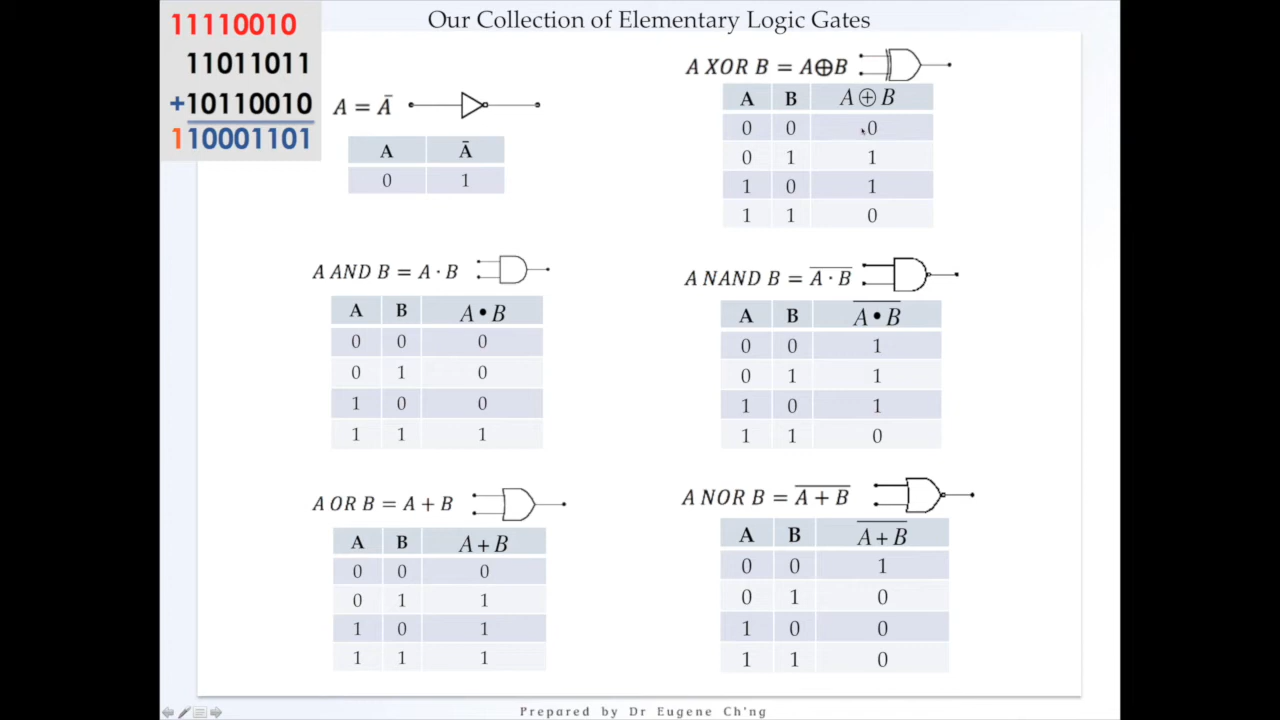 Our Collection of Elementary Logic Gates
11110010
11011011
+10110010
110001101
A = Ā
A Ā
0 1
A XOR B = A⊕B
A B A ⊕ B
0 0 0
0 1 1
1 0 1
1 1 0
A AND B = A · B
A B A • B
0 0 0
0 1 0
1 0 0
1 1 1
A NAND B = A̅ ·̅ B̅
A B A̅ •̅ B̅
0 0 1
0 1 1
1 0 1
1 1 0
A OR B = A + B
A B A + B
0 0 0
0 1 1
1 0 1
1 1 1
A NOR B = A̅ +̅ B̅
A B A̅ +̅ B̅
0 0 1
0 1 0
1 0 0
1 1 0
Prepared by Dr Eugene Ch'ng